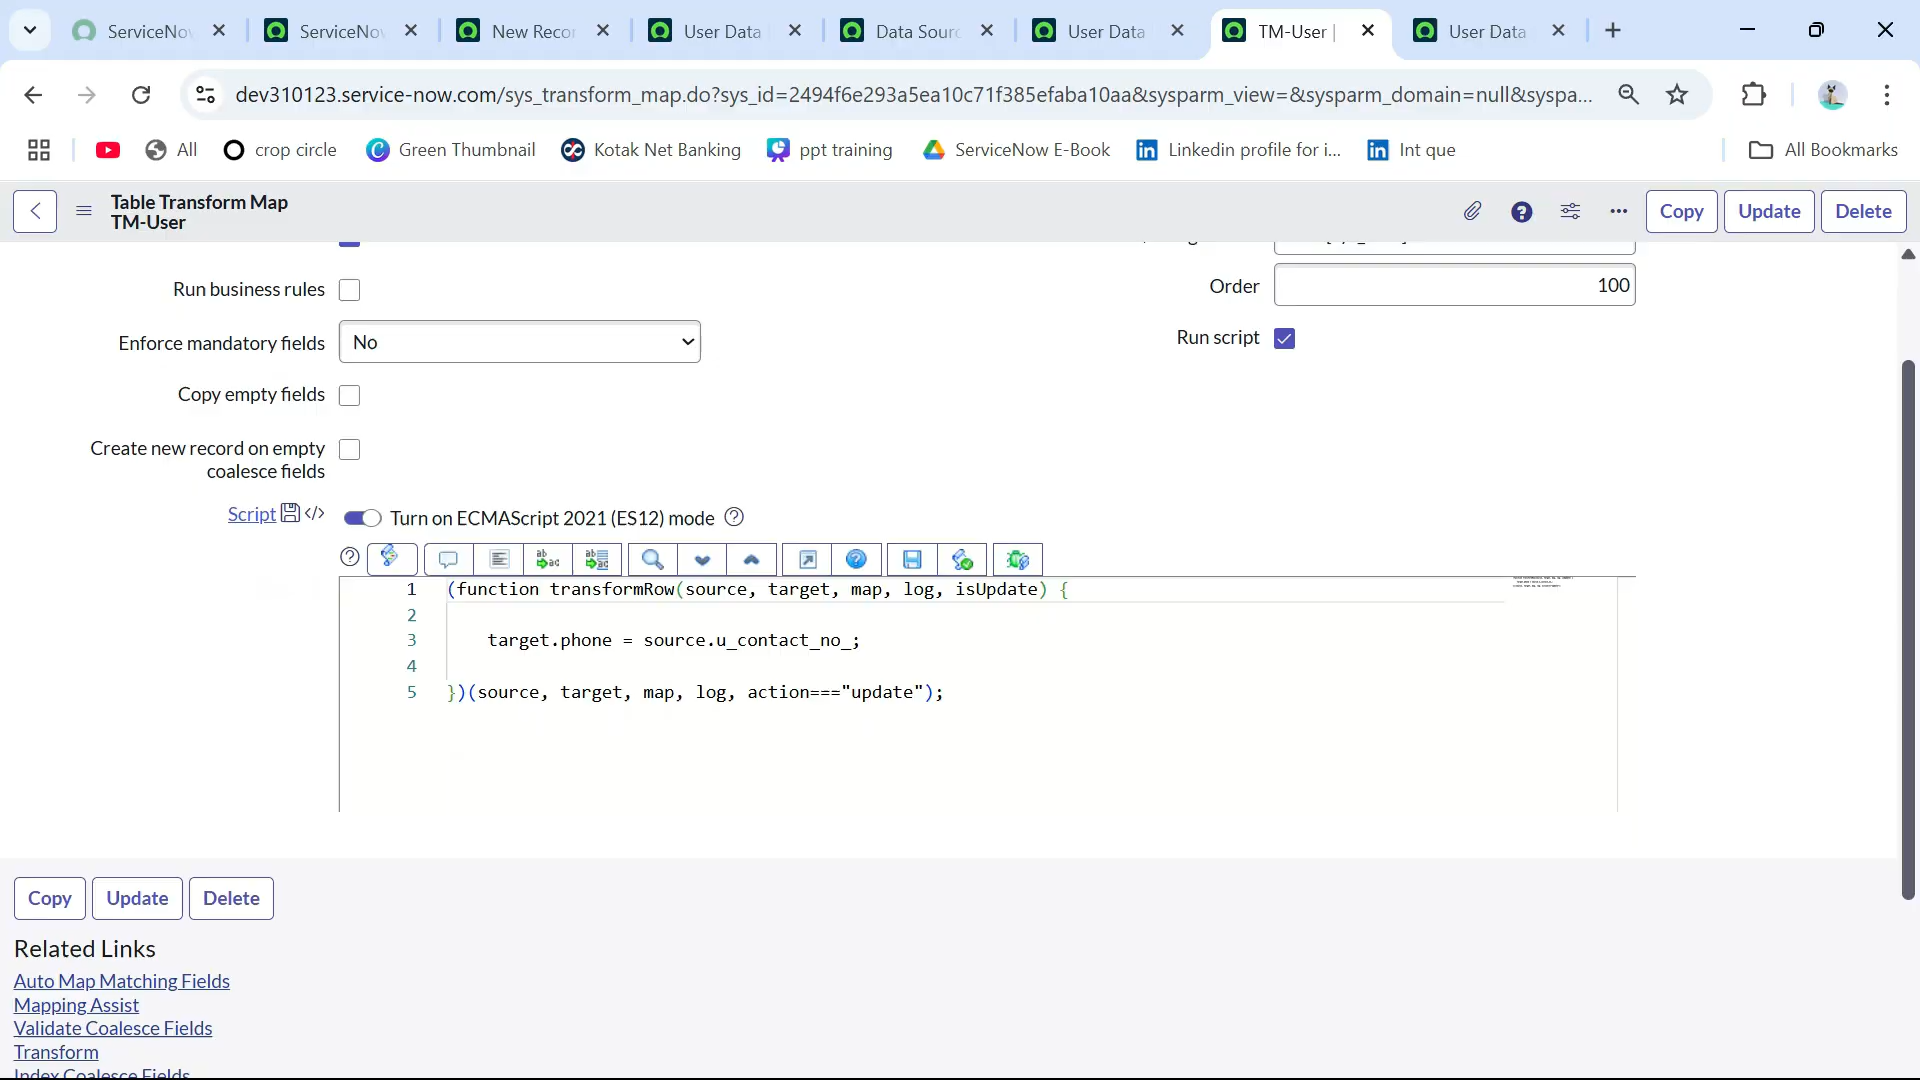 ServiceNo
ServiceNo
New Recor
User Data
Data Sourc
User Data
TM-User |
User Data
dev310123.service-now.com/sys_transform_map.do?sys_id=2494f6e293a5ea10c71f385efaba10aa&sysparm_view=&sysparm_domain=null&syspa...
All
crop circle
Green Thumbnail
Kotak Net Banking
ppt training
ServiceNow E-Book
Linkedin profile for i...
Int que
All Bookmarks
Table Transform Map
TM-User
Copy
Update
Delete
Run business rules
Order
100
Enforce mandatory fields
No
Run script
Copy empty fields
Create new record on empty
coalesce fields
Script
Turn on ECMAScript 2021 (ES12) mode
1 (function transformRow(source, target, map, log, isUpdate) {
2
3 target.phone = source.u_contact_no_;
4
5 })(source, target, map, log, action==="update");
Copy
Update
Delete
Related Links
Auto Map Matching Fields
Mapping Assist
Validate Coalesce Fields
Transform
Index Coalesce Fields